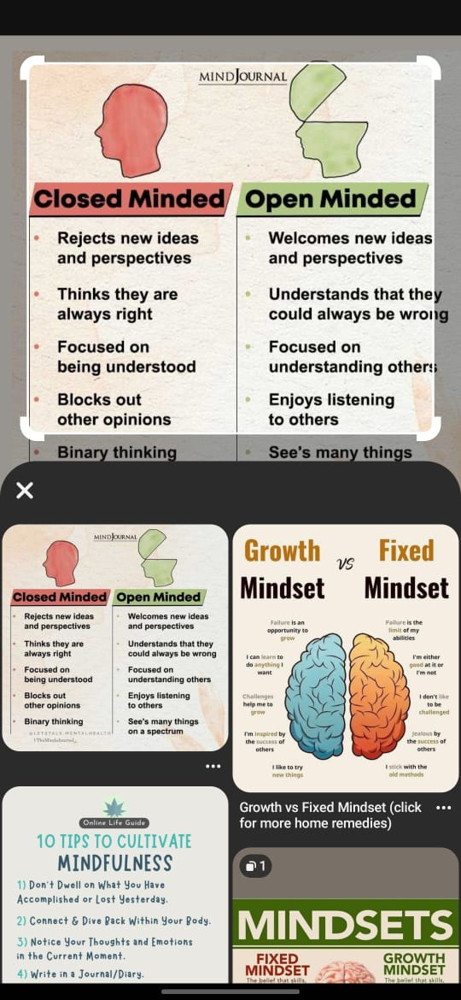 MINDJOURNAL
Closed Minded
Open Minded
Rejects new ideas
and perspectives
Welcomes new ideas
and perspectives
Thinks they are
always right
Understands that they
could always be wrong
Focused on
being understood
Focused on
understanding others
Blocks out
other opinions
Enjoys listening
to others
Binary thinking
See's many things
MINDJOURNAL
Closed Minded
Open Minded
Rejects new ideas
and perspectives
Welcomes new ideas
and perspectives
Thinks they are
always right
Understands that they
could always be wrong
Focused on
being understood
Focused on
understanding others
Blocks out
other opinions
Enjoys listening
to others
Binary thinking
See's many things
on a spectrum
@LETSTALK.MENTALHEALTH
Growth
Mindset
vs
Fixed
Mindset
Failure is an
opportunity to
grow
Failure is the
limit of my
abilities
I can learn to
do anything I
want
I'm either
good at it or
I'm not
Challenges
help me to
grow
I don't like
to be
challenged
I'm inspired by
the success of
others
Jealous by
the success of
others
I like to try
new things
I stick with the
old methods
Growth vs Fixed Mindset (click
for more home remedies)
Online Life Guide
10 TIPS TO CULTIVATE
MINDFULNESS
1) Don't Dwell on What You Have
Accomplished or Lost Yesterday.
2) Connect & Dive Back Within Your Body.
3) Notice Your Thoughts and Emotions
in the Current Moment.
4) Write in a Journal/Diary.
1
MINDSETS
FIXED
MINDSET
The belief that skills,
GROWTH
MINDSET
The belief that skills,